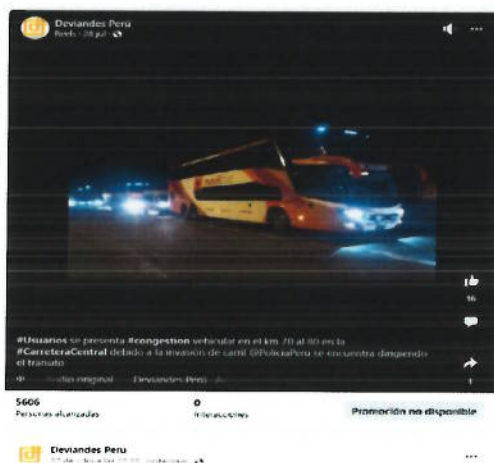 Deviandes Perú
Reels · 28 jul ·
#Usuarios se presenta #congestion vehicular en el km 78 al 80 en la
#CarreteraCentral debido a la invasión de carril @PoliciaPeru se encuentra dirigiendo
el transito
16
Audio original Deviandes Perú
1
5606
Personas alcanzadas
0
Interacciones
Promoción no disponible
Deviandes Peru